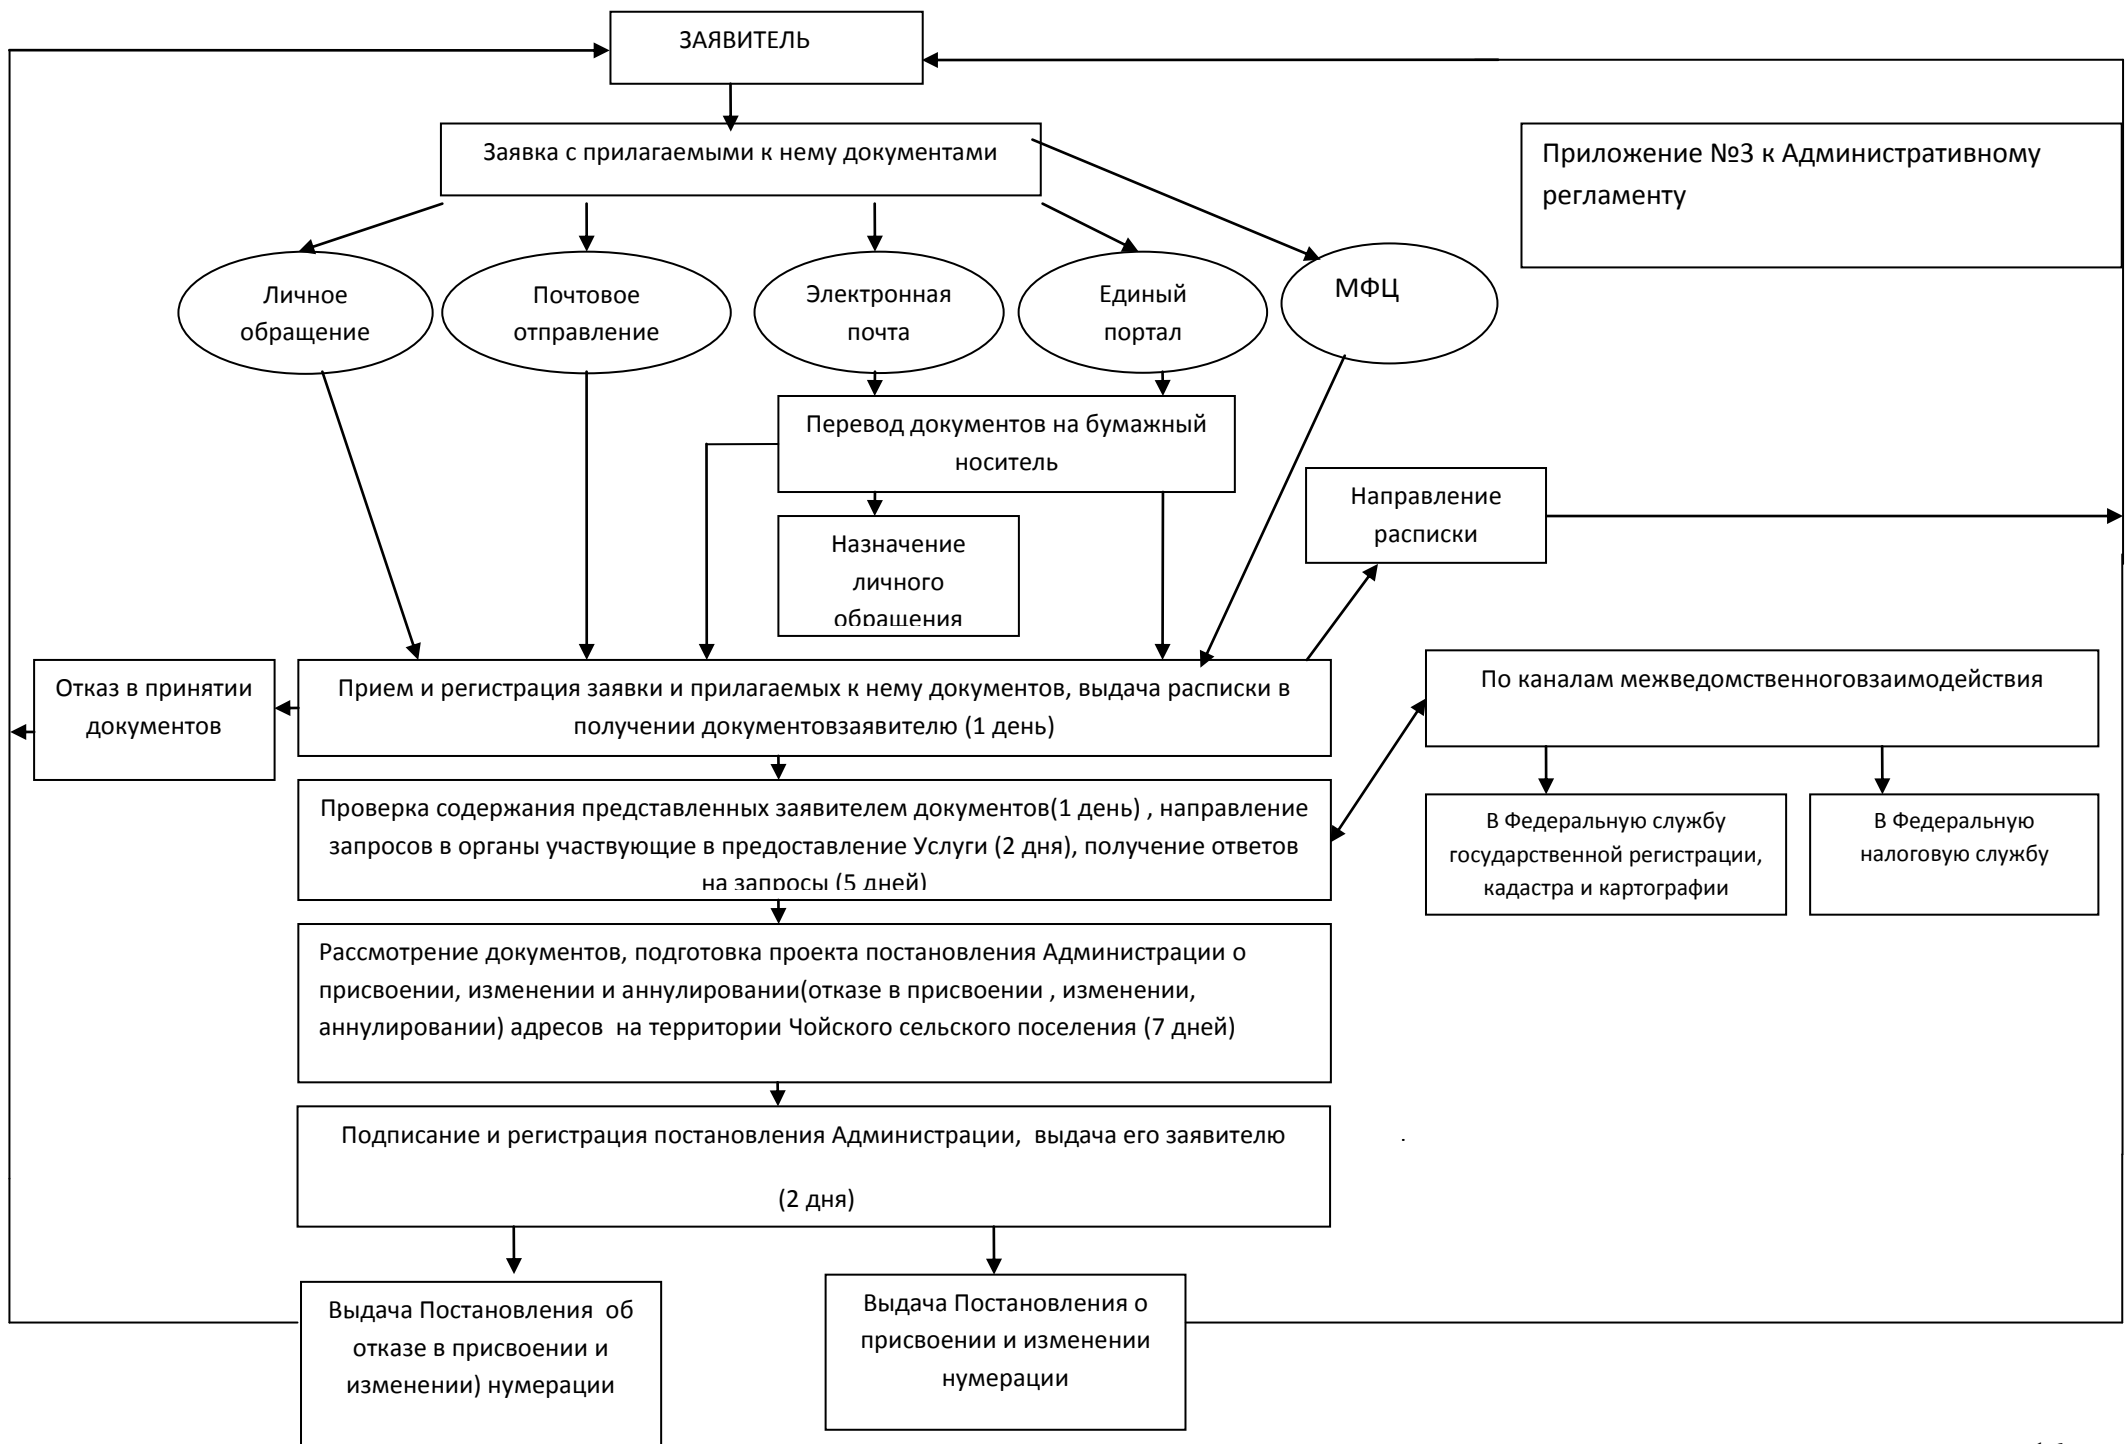 ЗАЯВИТЕЛЬ
Заявка с прилагаемыми к нему документами
Приложение №3 к Административному
регламенту
Личное
обращение
Почтовое
отправление
Электронная
почта
Единый
портал
МФЦ
Перевод документов на бумажный
носитель
Направление
расписки
Назначение
личного
обращения
Отказ в принятии
документов
Прием и регистрация заявки и прилагаемых к нему документов, выдача расписки в
получении документовзаявителю (1 день)
По каналам межведомственноговзаимодействия
Проверка содержания представленных заявителем документов(1 день) , направление
запросов в органы участвующие в предоставление Услуги (2 дня), получение ответов
на запросы (5 дней)
В Федеральную службу
государственной регистрации,
кадастра и картографии
В Федеральную
налоговую службу
Рассмотрение документов, подготовка проекта постановления Администрации о
присвоении, изменении и аннулировании(отказе в присвоении , изменении,
аннулировании) адресов на территории Чойского сельского поселения (7 дней)
Подписание и регистрация постановления Администрации, выдача его заявителю
.
(2 дня)
Выдача Постановления об
отказе в присвоении и
изменении) нумерации
Выдача Постановления о
присвоении и изменении
нумерации